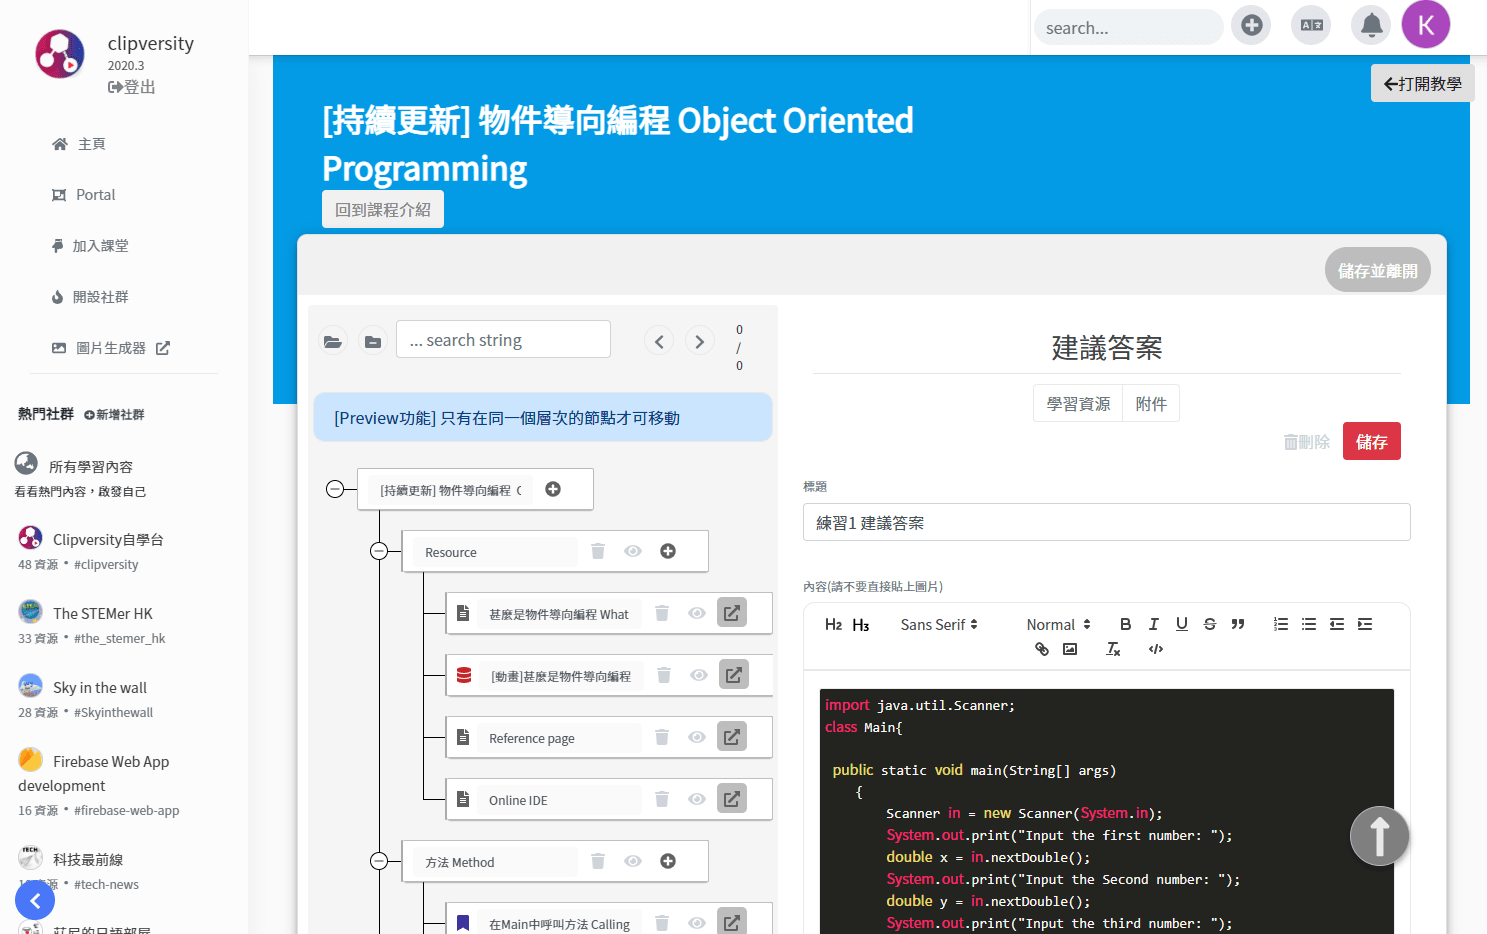 clipversity
2020.3
登出
主頁
Portal
加入課堂
開設社群
圖片生成器
熱門社群 新增社群
所有學習內容
看看熱門內容，啟發自己
Clipversity自學台
48 資源 • #clipversity
The STEMer HK
33 資源 • #the_stemer_hk
Sky in the wall
28 資源 • #Skyinthewall
Firebase Web App
development
16 資源 • #firebase-web-app
科技最前線
源 • #tech-news
莊尼的日語部屋
search...
K
打開教學
[持續更新] 物件導向編程 Object Oriented
Programming
回到課程介紹
儲存並離開
... search string
0
/
0
[Preview功能] 只有在同一個層次的節點才可移動
[持續更新] 物件導向編程
Resource
甚麼是物件導向編程 What
[動畫]甚麼是物件導向編程
Reference page
Online IDE
方法 Method
在Main中呼叫方法 Calling
建議答案
學習資源 附件
刪除 儲存
標題
練習1 建議答案
內容(請不要直接貼上圖片)
H2 H3 Sans Serif Normal B I U S
import java.util.Scanner;
class Main{
public static void main(String[] args)
{
Scanner in = new Scanner(System.in);
System.out.print("Input the first number: ");
double x = in.nextDouble();
System.out.print("Input the Second number: ");
double y = in.nextDouble();
System.out.print("Input the third number: ");